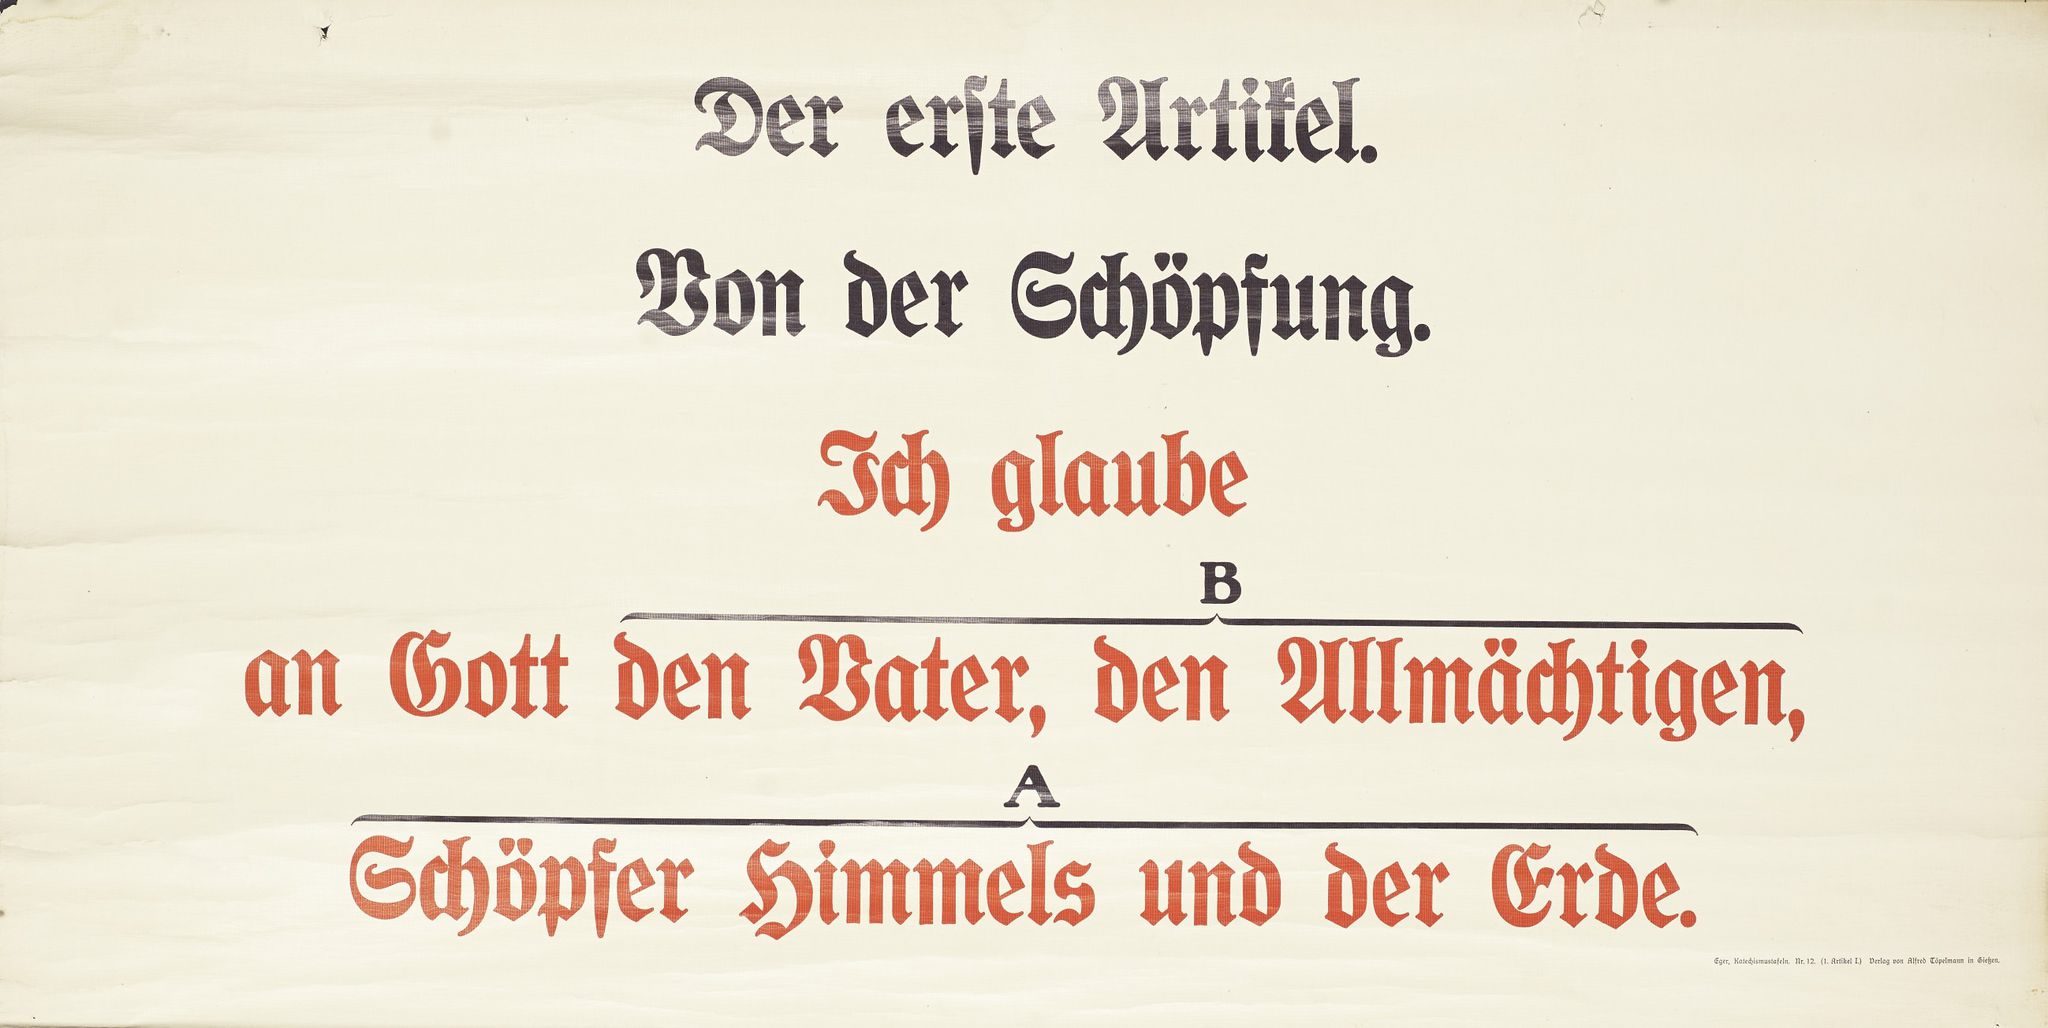 Der erste Artikel.
Von der Schöpfung.
Ich glaube
B
an Gott den Vater, den Allmächtigen,
A
Schöpfer Himmels und der Erde.
Eger, Katechismustafeln. Nr. 12. (1. Artikel I.) Verlag von Alfred Töpelmann in Gießen.